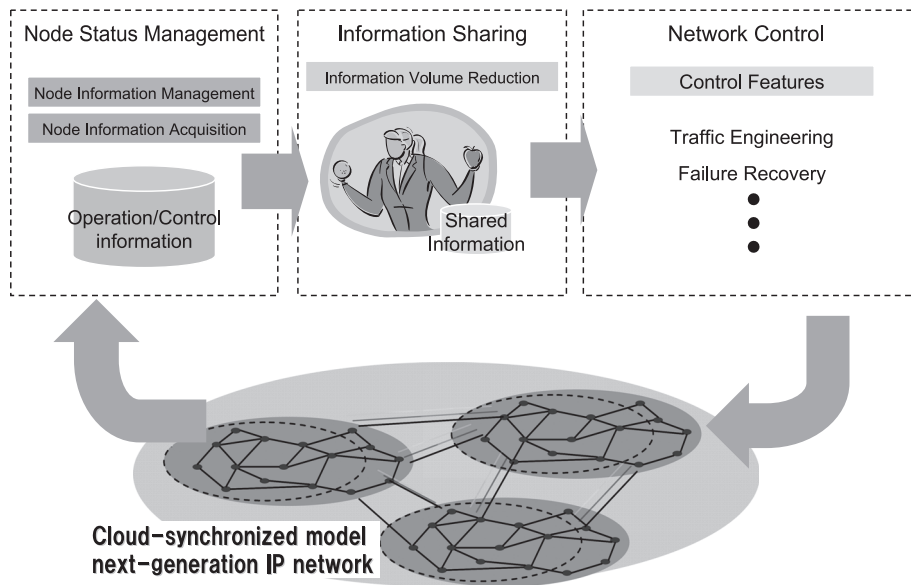 Node Status Management
Node Information Management
Node Information Acquisition
Operation/Control
information
Information Sharing
Information Volume Reduction
Shared
Information
Network Control
Control Features
Traffic Engineering
Failure Recovery
Cloud-synchronized model
next-generation IP network